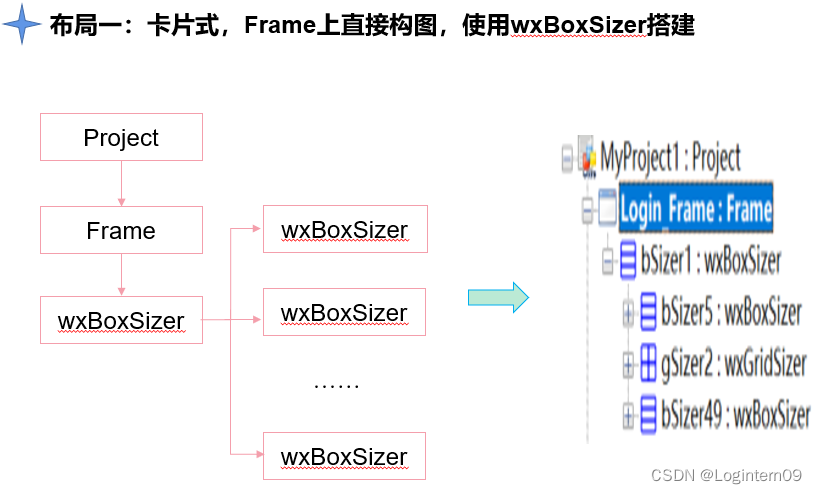 布局一：卡片式，Frame上直接构图，使用wxBoxSizer搭建
Project
Frame
wxBoxSizer
wxBoxSizer
wxBoxSizer
……
wxBoxSizer
MyProject1 : Project
Login_Frame : Frame
bSizer1 : wxBoxSizer
bSizer5 : wxBoxSizer
gSizer2 : wxGridSizer
bSizer49 : wxBoxSizer
CSDN @Logintern09